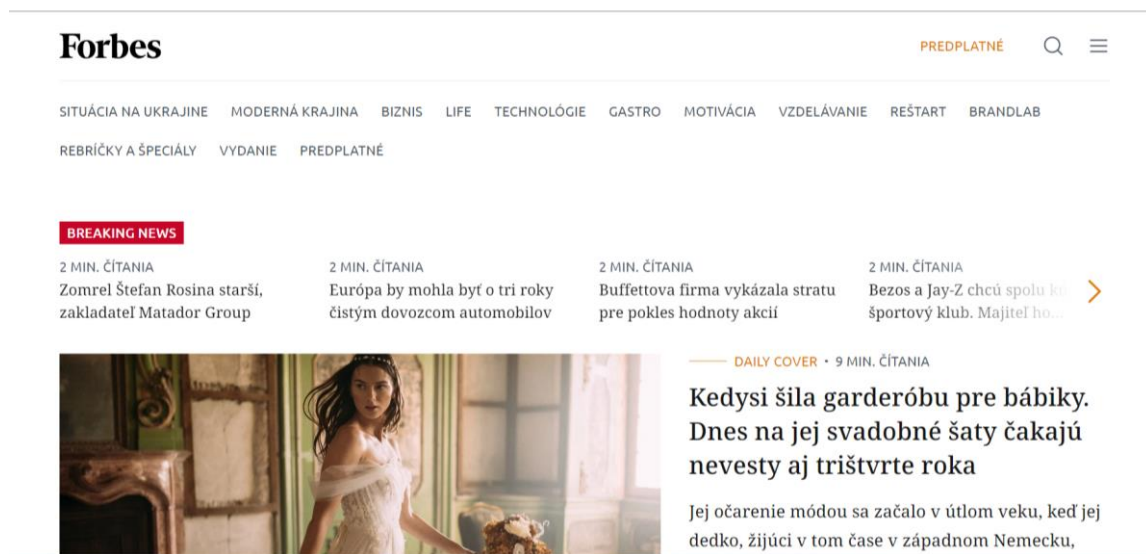 Forbes
PREDPLATNÉ
SITUÁCIA NA UKRAJINE MODERNÁ KRAJINA BIZNIS LIFE TECHNOLÓGIE GASTRO MOTIVÁCIA VZDELÁVANIE REŠTART BRANDLAB
REBRÍČKY A ŠPECIÁLY VYDANIE PREDPLATNÉ
BREAKING NEWS
2 MIN. ČÍTANIA
Zomrel Štefan Rosina starší,
zakladateľ Matador Group
2 MIN. ČÍTANIA
Európa by mohla byť o tri roky
čistým dovozcom automobilov
2 MIN. ČÍTANIA
Buffettova firma vykázala stratu
pre pokles hodnoty akcií
2 MIN. ČÍTANIA
Bezos a Jay-Z chcú spolu
športový klub. Majiteľ ho...
DAILY COVER • 9 MIN. ČÍTANIA
Kedysi šila garderóbu pre bábiky.
Dnes na jej svadobné šaty čakajú
nevesty aj trištvrte roka
Jej očarenie módou sa začalo v útlom veku, keď jej
dedko, žijúci v tom čase v západnom Nemecku,